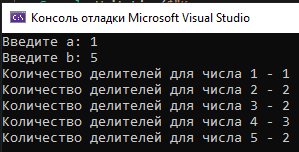 Консоль отладки Microsoft Visual Studio
Введите a: 1
Введите b: 5
Количество делителей для числа 1 - 1
Количество делителей для числа 2 - 2
Количество делителей для числа 3 - 2
Количество делителей для числа 4 - 3
Количество делителей для числа 5 - 2